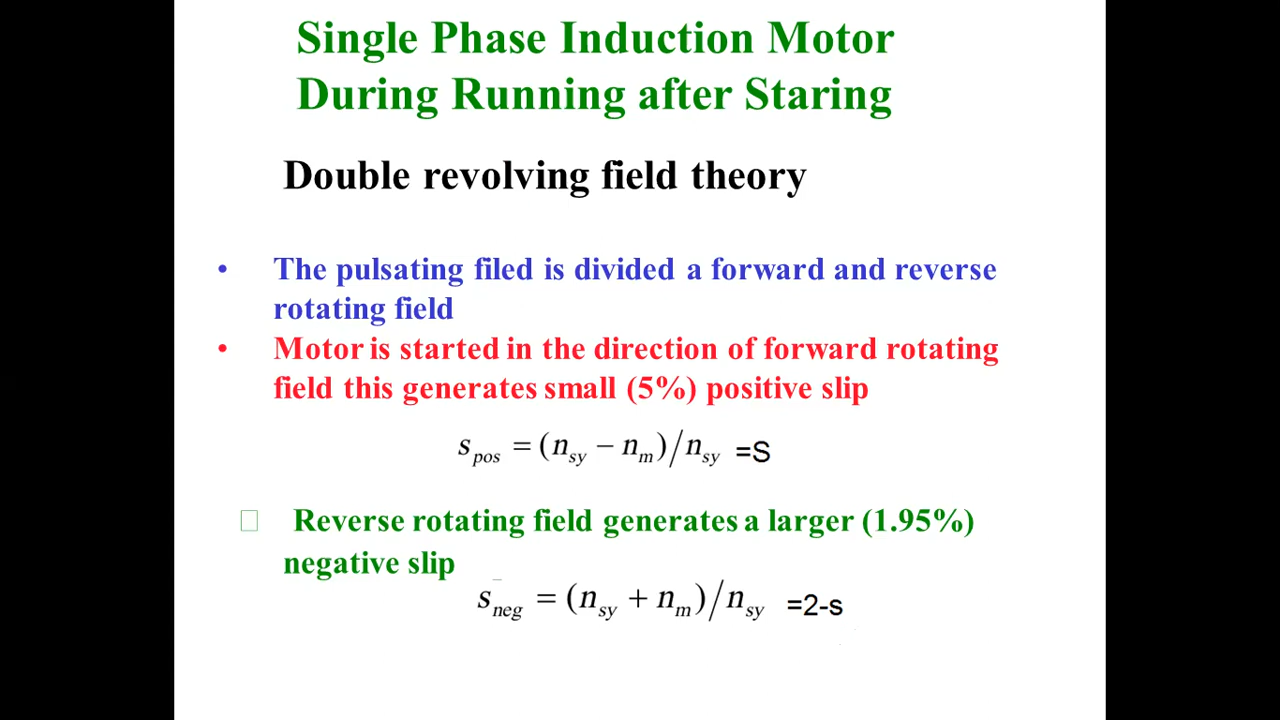 Single Phase Induction Motor
During Running after Staring
Double revolving field theory
• The pulsating filed is divided a forward and reverse
rotating field
• Motor is started in the direction of forward rotating
field this generates small (5%) positive slip
s_pos = (n_sy − n_m)/n_sy =S
Reverse rotating field generates a larger (1.95%)
negative slip
s_neg = (n_sy + n_m)/n_sy =2-s